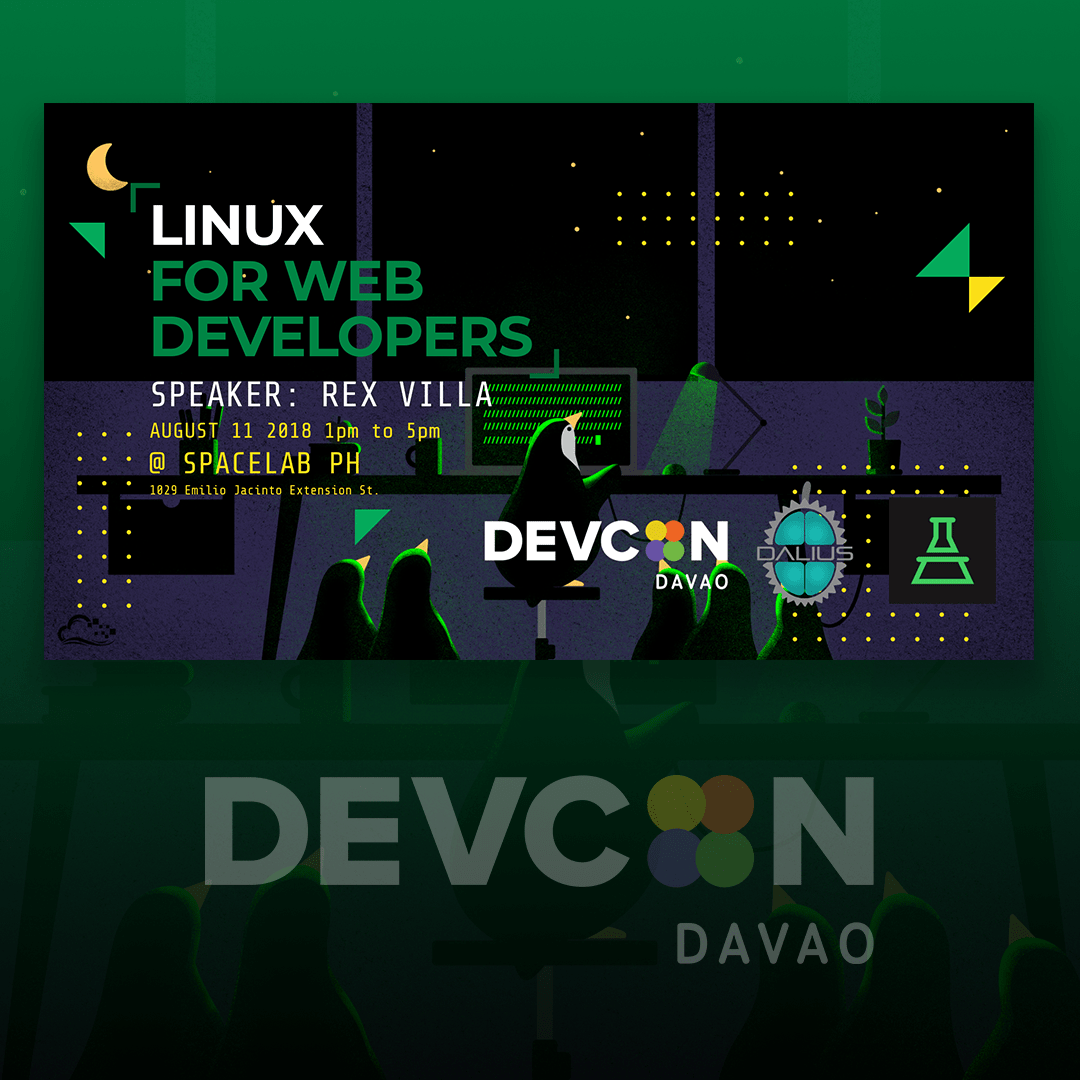 LINUX
FOR WEB
DEVELOPERS
SPEAKER: REX VILLA
AUGUST 11 2018 1pm to 5pm
@ SPACELAB PH
1029 Emilio Jacinto Extension St.
DEVCON
DAVAO
DALIUS
DEVCON
DAVAO